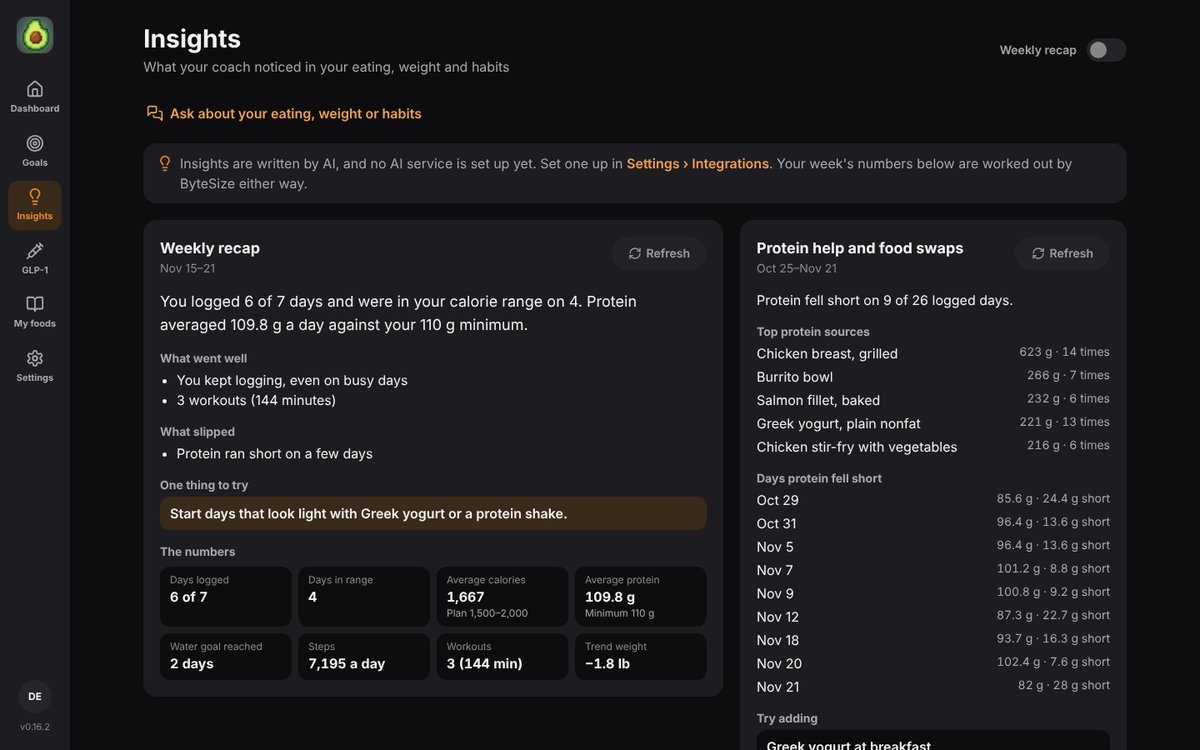 Dashboard
Goals
Insights
GLP-1
My foods
Settings
DE
v0.16.2
Insights
What your coach noticed in your eating, weight and habits
Weekly recap
Ask about your eating, weight or habits
Insights are written by AI, and no AI service is set up yet. Set one up in Settings › Integrations. Your week's numbers below are worked out by
ByteSize either way.
Weekly recap
Nov 15–21
Refresh
You logged 6 of 7 days and were in your calorie range on 4. Protein
averaged 109.8 g a day against your 110 g minimum.
What went well
• You kept logging, even on busy days
• 3 workouts (144 minutes)
What slipped
• Protein ran short on a few days
One thing to try
Start days that look light with Greek yogurt or a protein shake.
The numbers
Days logged
6 of 7
Days in range
4
Average calories
1,667
Plan 1,500–2,000
Average protein
109.8 g
Minimum 110 g
Water goal reached
2 days
Steps
7,195 a day
Workouts
3 (144 min)
Trend weight
−1.8 lb
Protein help and food swaps
Oct 25–Nov 21
Refresh
Protein fell short on 9 of 26 logged days.
Top protein sources
Chicken breast, grilled 623 g · 14 times
Burrito bowl 266 g · 7 times
Salmon fillet, baked 232 g · 6 times
Greek yogurt, plain nonfat 221 g · 13 times
Chicken stir-fry with vegetables 216 g · 6 times
Days protein fell short
Oct 29 85.6 g · 24.4 g short
Oct 31 96.4 g · 13.6 g short
Nov 5 96.4 g · 13.6 g short
Nov 7 101.2 g · 8.8 g short
Nov 9 100.8 g · 9.2 g short
Nov 12 87.3 g · 22.7 g short
Nov 18 93.7 g · 16.3 g short
Nov 20 102.4 g · 7.6 g short
Nov 21 82 g · 28 g short
Try adding
Greek yogurt at breakfast